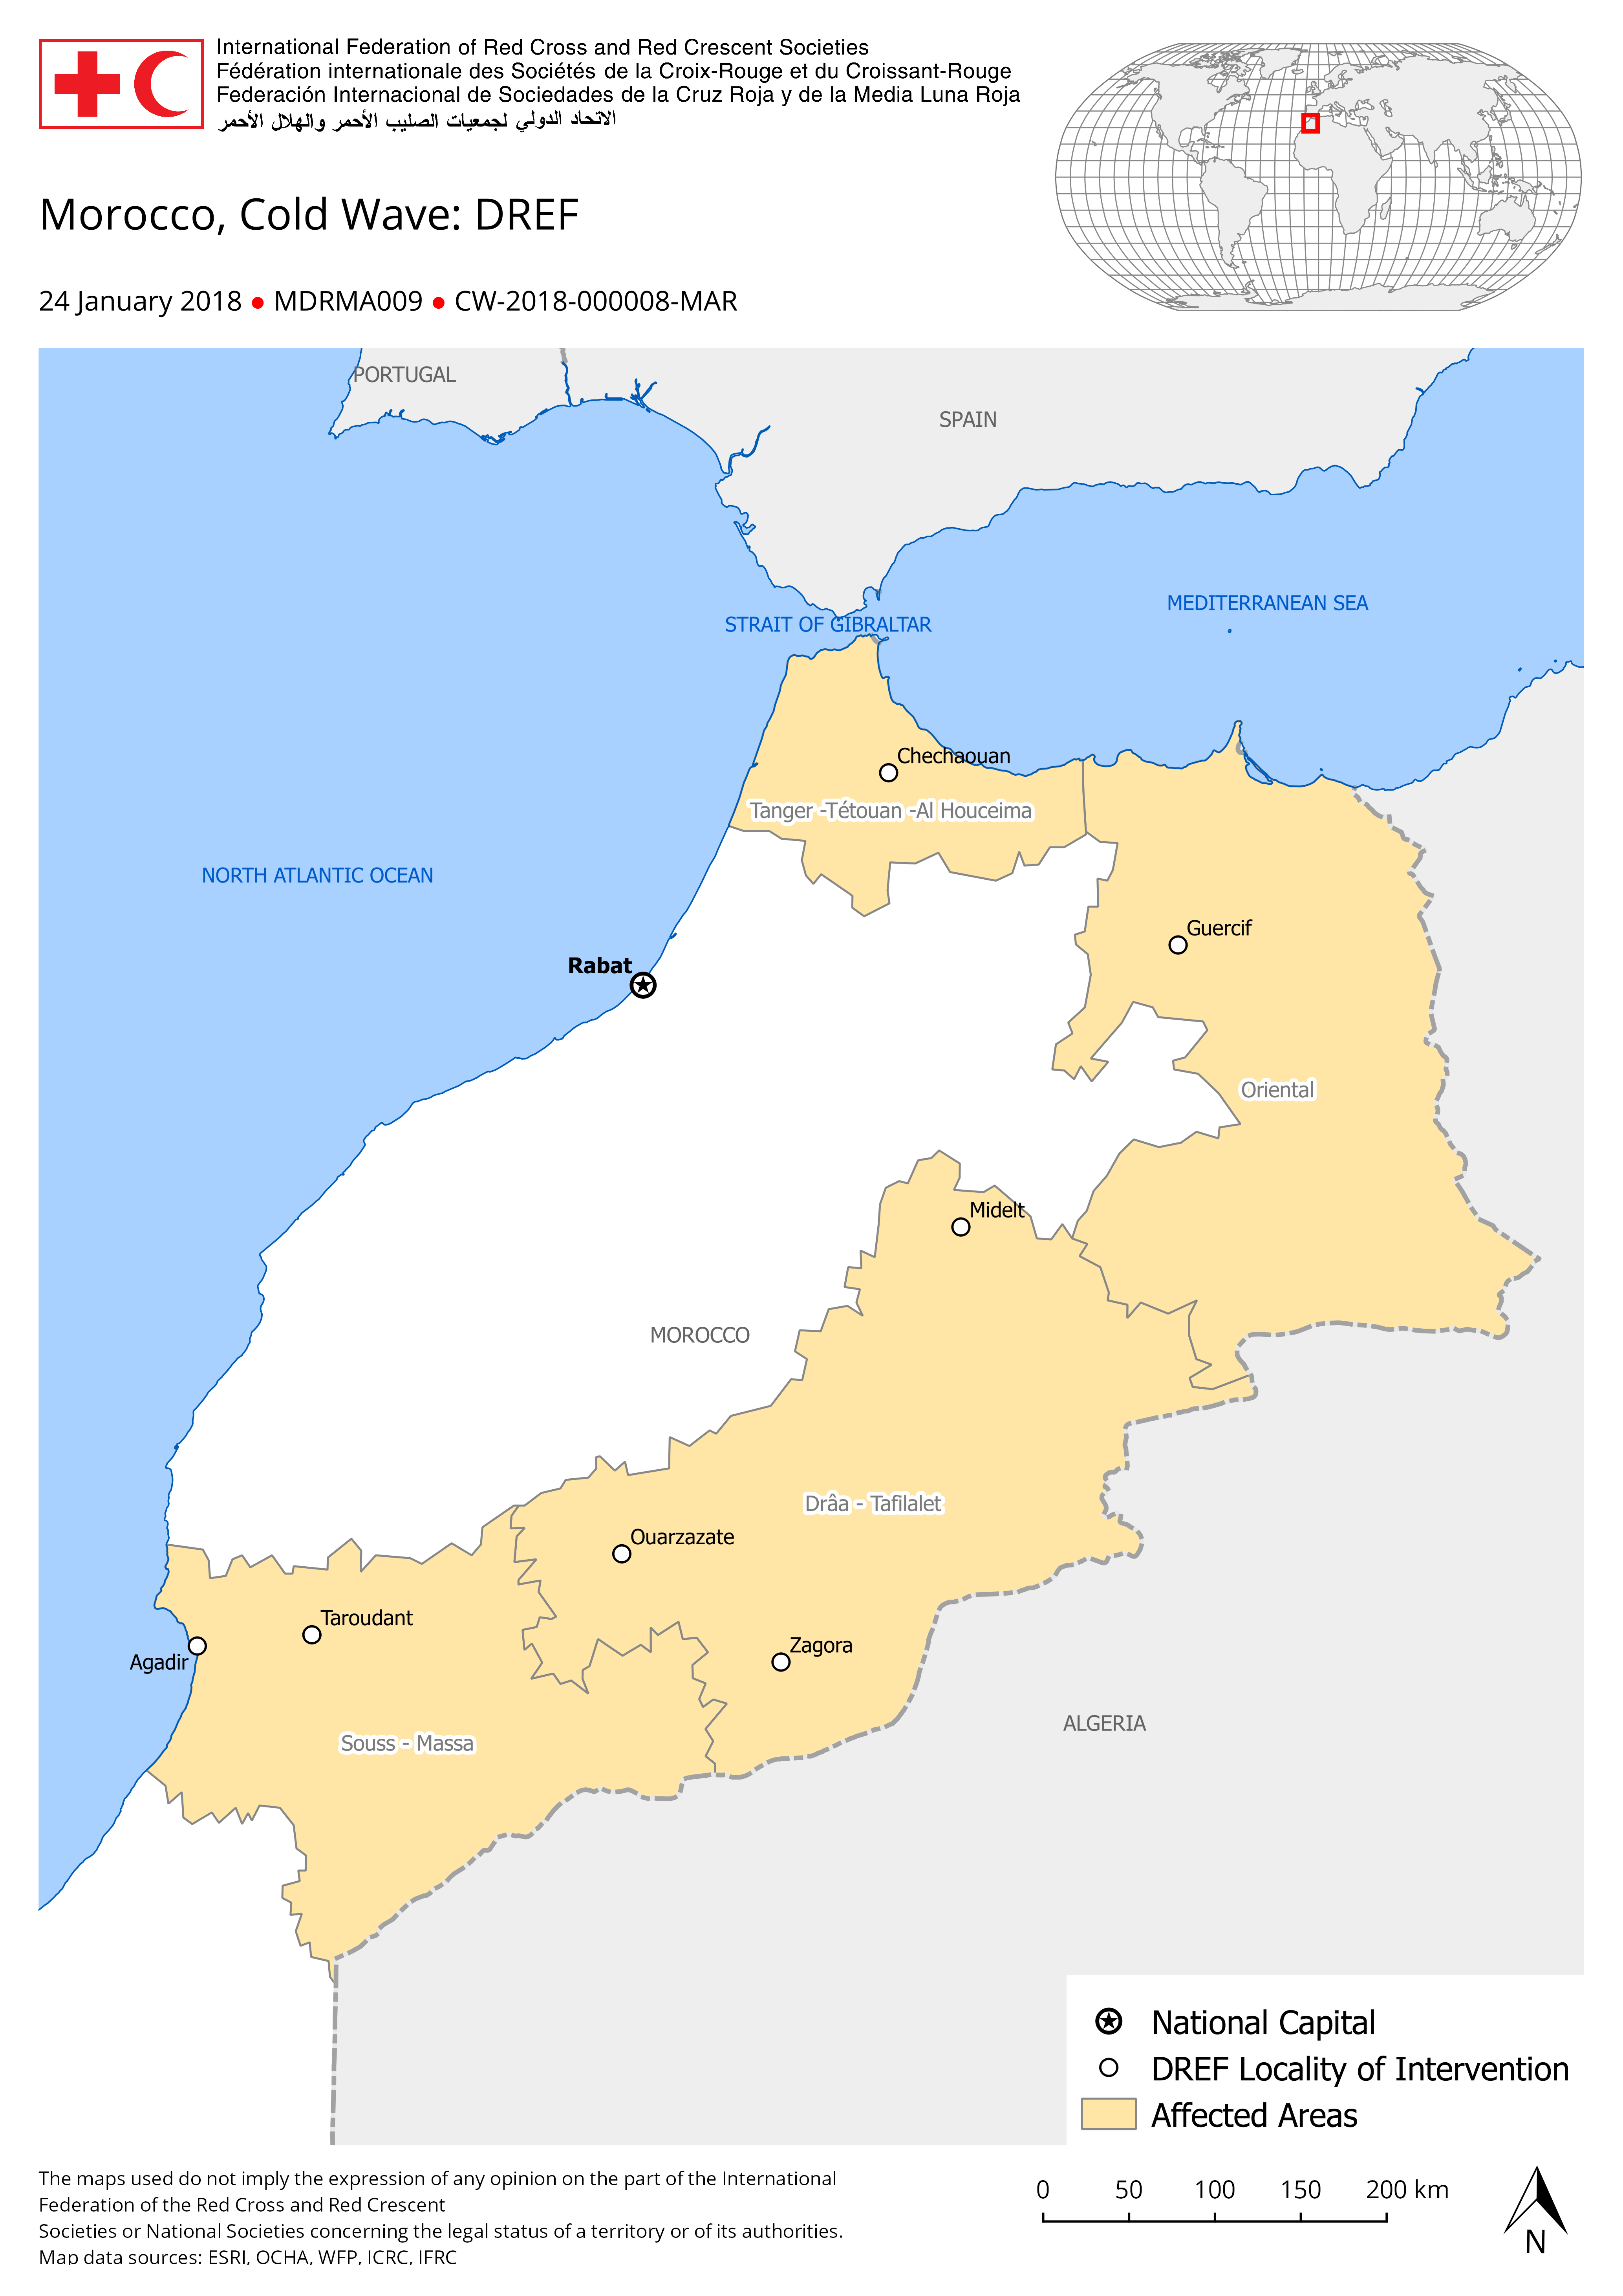 International Federation of Red Cross and Red Crescent Societies
Fédération internationale des Sociétés de la Croix-Rouge et du Croissant-Rouge
Federación Internacional de Sociedades de la Cruz Roja y de la Media Luna Roja
الاتحاد الدولي لجمعيات الصليب الأحمر والهلال الأحمر
Morocco, Cold Wave: DREF
24 January 2018 ● MDRMA009 ● CW-2018-000008-MAR
PORTUGAL
SPAIN
MEDITERRANEAN SEA
STRAIT OF GIBRALTAR
Chechaouan
Tanger -Tétouan -Al Houceima
NORTH ATLANTIC OCEAN
Guercif
Rabat
Oriental
Midelt
MOROCCO
Drâa - Tafilalet
Ouarzazate
Taroudant
Zagora
Agadir
ALGERIA
Souss - Massa
National Capital
DREF Locality of Intervention
Affected Areas
The maps used do not imply the expression of any opinion on the part of the International
Federation of the Red Cross and Red Crescent
Societies or National Societies concerning the legal status of a territory or of its authorities.
Map data sources: ESRI, OCHA, WFP, ICRC, IFRC
0 50 100 150 200 km
N